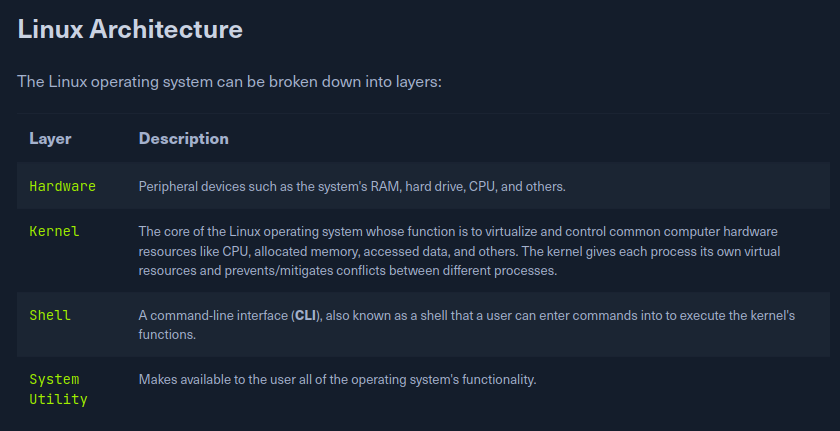 Linux Architecture
The Linux operating system can be broken down into layers:
Layer Description
Hardware Peripheral devices such as the system's RAM, hard drive, CPU, and others.
Kernel The core of the Linux operating system whose function is to virtualize and control common computer hardware
resources like CPU, allocated memory, accessed data, and others. The kernel gives each process its own virtual
resources and prevents/mitigates conflicts between different processes.
Shell A command-line interface (CLI), also known as a shell that a user can enter commands into to execute the kernel's
functions.
System Makes available to the user all of the operating system's functionality.
Utility